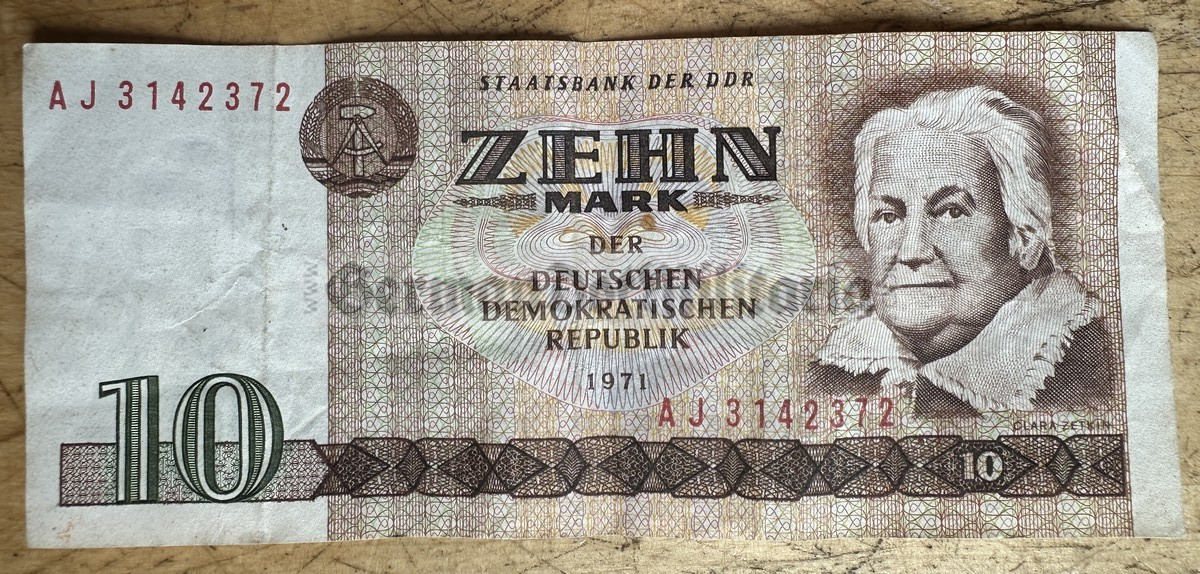 AJ 3142372
STAATSBANK DER DDR
ZEHN
MARK
DER
DEUTSCHEN
DEMOKRATISCHEN
REPUBLIK
1971
AJ 3142372
CLARA ZETKIN
10
10